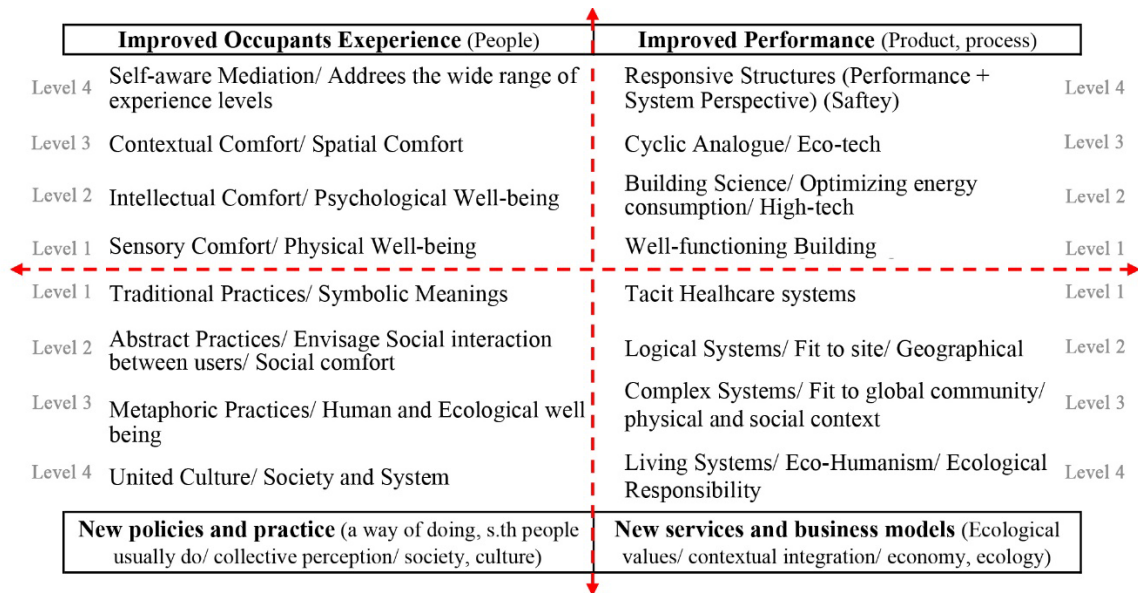 Improved Occupants Exeperience (People)
Improved Performance (Product, process)
Level 4
Self-aware Mediation/ Addrees the wide range of
experience levels
Responsive Structures (Performance +
System Perspective) (Saftey)
Level 4
Level 3
Contextual Comfort/ Spatial Comfort
Cyclic Analogue/ Eco-tech
Level 3
Level 2
Intellectual Comfort/ Psychological Well-being
Building Science/ Optimizing energy
consumption/ High-tech
Level 2
Level 1
Sensory Comfort/ Physical Well-being
Well-functioning Building
Level 1
Level 1
Traditional Practices/ Symbolic Meanings
Tacit Healhcare systems
Level 1
Level 2
Abstract Practices/ Envisage Social interaction
between users/ Social comfort
Logical Systems/ Fit to site/ Geographical
Level 2
Level 3
Metaphoric Practices/ Human and Ecological well
being
Complex Systems/ Fit to global community/
physical and social context
Level 3
Level 4
United Culture/ Society and System
Living Systems/ Eco-Humanism/ Ecological
Responsibility
Level 4
New policies and practice (a way of doing, s.th people
usually do/ collective perception/ society, culture)
New services and business models (Ecological
values/ contextual integration/ economy, ecology)